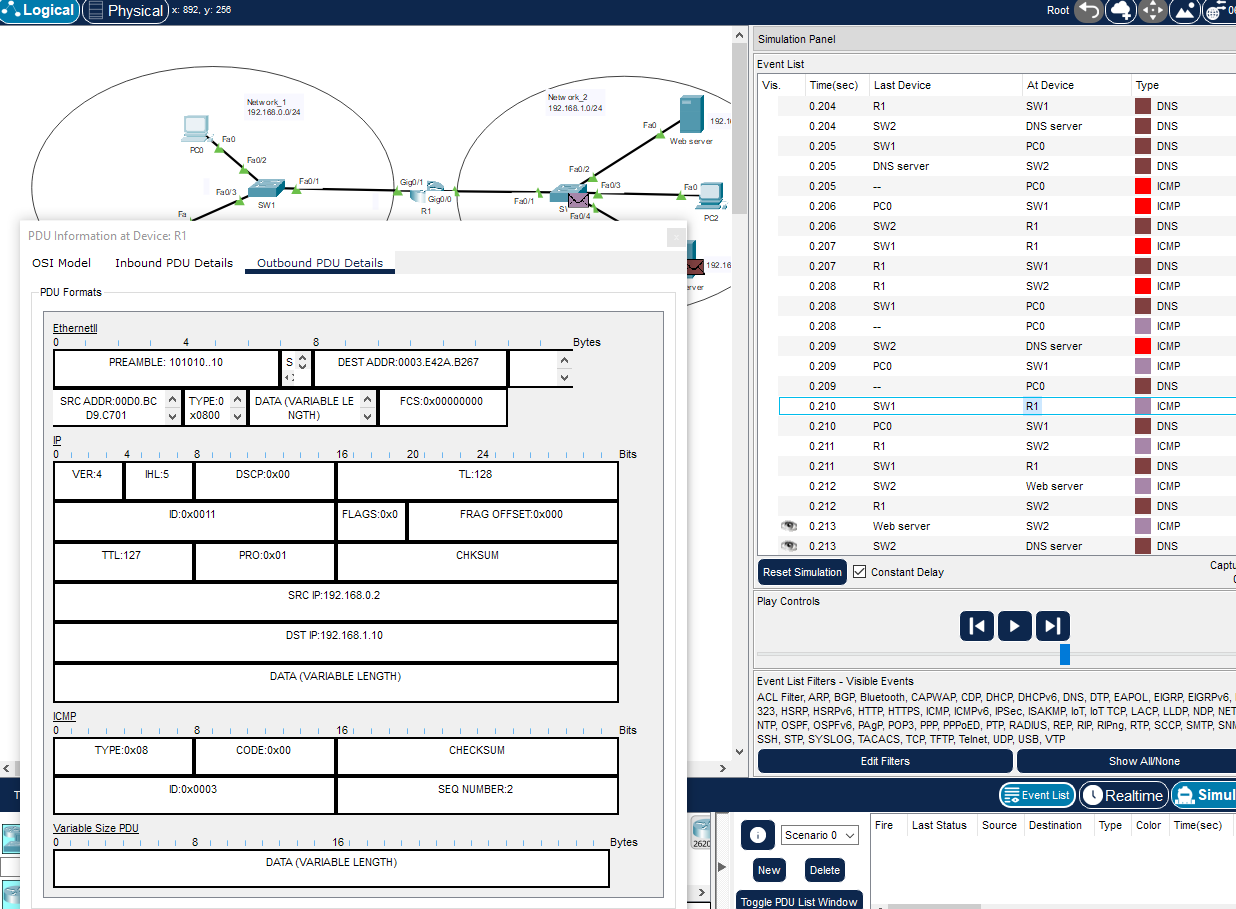 Logical Physical x: 892, y: 256 Root
Network_1
192.168.0.0/24
Network_2
192.168.1.0/24
PC0
Fa0
Fa0/2
Fa0/3
SW1
Fa0/1
Fa
Gig0/1
Gig0/0
R1
Fa0/1
Fa0/2
Fa0/3
Fa0/4
Fa0
Web server
Fa0
PC2
192.16
PDU Information at Device: R1
OSI Model Inbound PDU Details Outbound PDU Details
PDU Formats
EthernetII
0 4 8 Bytes
PREAMBLE: 101010..10 S DEST ADDR:0003.E42A.B267
SRC ADDR:00D0.BC
D9.C701
TYPE:0
x0800
DATA (VARIABLE LE
NGTH)
FCS:0x00000000
IP
0 4 8 16 20 24 Bits
VER:4 IHL:5 DSCP:0x00 TL:128
ID:0x0011 FLAGS:0x0 FRAG OFFSET:0x000
TTL:127 PRO:0x01 CHKSUM
SRC IP:192.168.0.2
DST IP:192.168.1.10
DATA (VARIABLE LENGTH)
ICMP
0 8 16 Bits
TYPE:0x08 CODE:0x00 CHECKSUM
ID:0x0003 SEQ NUMBER:2
Variable Size PDU
0 8 16 Bytes
DATA (VARIABLE LENGTH)
Simulation Panel
Event List
Vis. Time(sec) Last Device At Device Type
0.204 R1 SW1 DNS
0.204 SW2 DNS server DNS
0.205 SW1 PC0 DNS
0.205 DNS server SW2 DNS
0.205 -- PC0 ICMP
0.206 PC0 SW1 ICMP
0.206 SW2 R1 DNS
0.207 SW1 R1 ICMP
0.207 R1 SW1 DNS
0.208 R1 SW2 ICMP
0.208 SW1 PC0 DNS
0.208 -- PC0 ICMP
0.209 SW2 DNS server ICMP
0.209 PC0 SW1 ICMP
0.209 -- PC0 DNS
0.210 SW1 R1 ICMP
0.210 PC0 SW1 DNS
0.211 R1 SW2 ICMP
0.211 SW1 R1 DNS
0.212 SW2 Web server ICMP
0.212 R1 SW2 DNS
0.213 Web server SW2 ICMP
0.213 SW2 DNS server DNS
Reset Simulation Constant Delay Captu
Play Controls
Event List Filters - Visible Events
ACL Filter, ARP, BGP, Bluetooth, CAPWAP, CDP, DHCP, DHCPv6, DNS, DTP, EAPOL, EIGRP, EIGRPv6,
323, HSRP, HSRPv6, HTTP, HTTPS, ICMP, ICMPv6, IPSec, ISAKMP, IoT, IoT TCP, LACP, LLDP, NDP, NET
NTP, OSPF, OSPFv6, PAgP, POP3, PPP, PPPoED, PTP, RADIUS, REP, RIP, RIPng, RTP, SCCP, SMTP, SNM
SSH, STP, SYSLOG, TACACS, TCP, TFTP, Telnet, UDP, USB, VTP
Edit Filters Show All/None
Event List Realtime Simul
Scenario 0
New Delete
Toggle PDU List Window
Fire Last Status Source Destination Type Color Time(sec)
2620